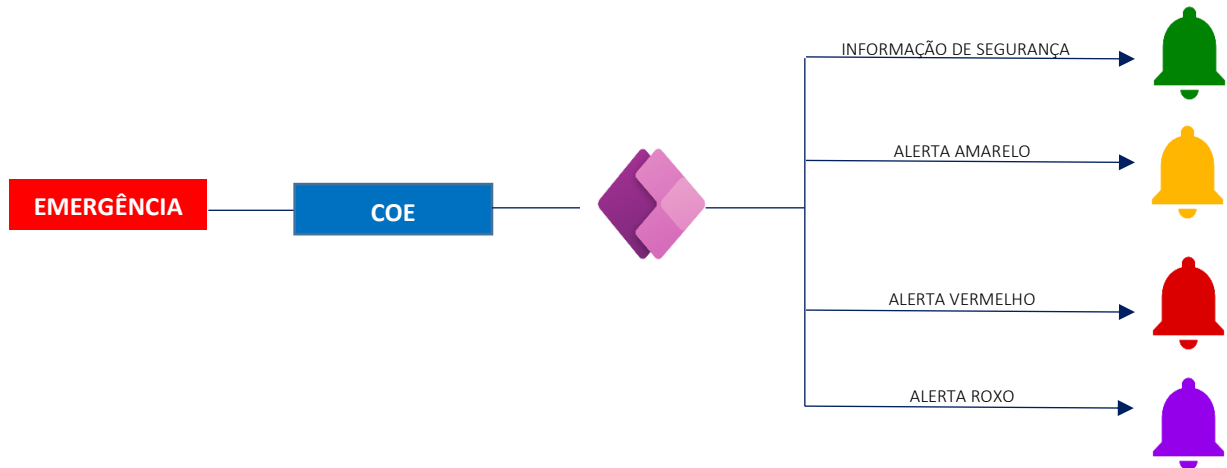 INFORMAÇÃO DE SEGURANÇA
ALERTA AMARELO
EMERGÊNCIA
COE
ALERTA VERMELHO
ALERTA ROXO